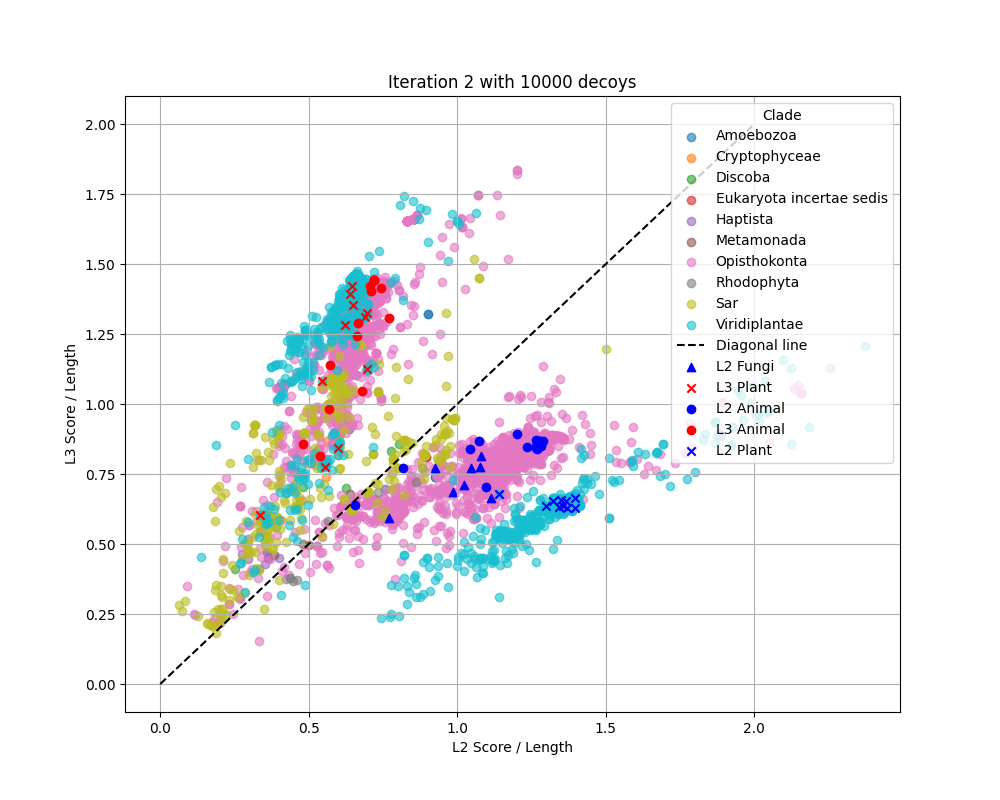 Iteration 2 with 10000 decoys
L3 Score / Length
2.00
1.75
1.50
1.25
1.00
0.75
0.50
0.25
0.00
0.0
0.5
1.0
1.5
2.0
L2 Score / Length
Clade
Amoebozoa
Cryptophyceae
Discoba
Eukaryota incertae sedis
Haptista
Metamonada
Opisthokonta
Rhodophyta
Sar
Viridiplantae
Diagonal line
L2 Fungi
L3 Plant
L2 Animal
L3 Animal
L2 Plant